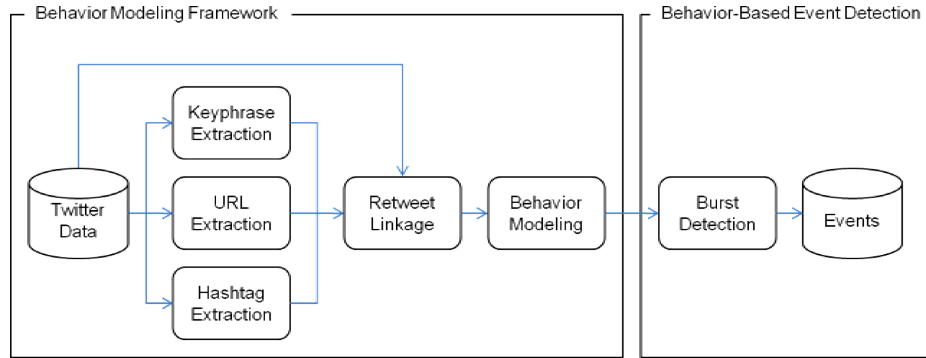 Behavior Modeling Framework
Behavior-Based Event Detection
Keyphrase
Extraction
Twitter
Data
URL
Extraction
Retweet
Linkage
Behavior
Modeling
Burst
Detection
Events
Hashtag
Extraction